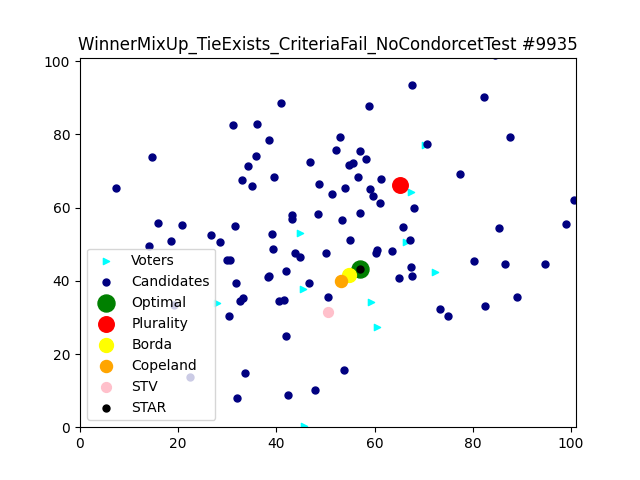 WinnerMixUp_TieExists_CriteriaFail_NoCondorcetTest #9935
100
80
60
40
20
0
Voters
Candidates
Optimal
Plurality
Borda
Copeland
STV
STAR
0 20 40 60 80 100